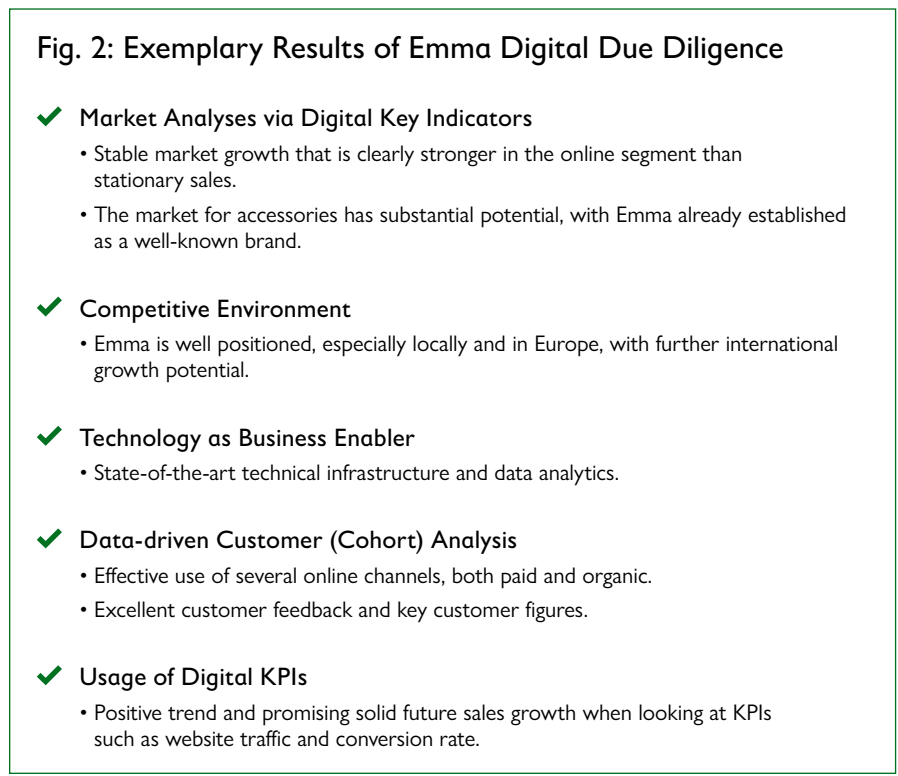 Fig. 2: Exemplary Results of Emma Digital Due Diligence
Market Analyses via Digital Key Indicators
• Stable market growth that is clearly stronger in the online segment than
stationary sales.
• The market for accessories has substantial potential, with Emma already established
as a well-known brand.
Competitive Environment
• Emma is well positioned, especially locally and in Europe, with further international
growth potential.
Technology as Business Enabler
• State-of-the-art technical infrastructure and data analytics.
Data-driven Customer (Cohort) Analysis
• Effective use of several online channels, both paid and organic.
• Excellent customer feedback and key customer figures.
Usage of Digital KPIs
• Positive trend and promising solid future sales growth when looking at KPIs
such as website traffic and conversion rate.